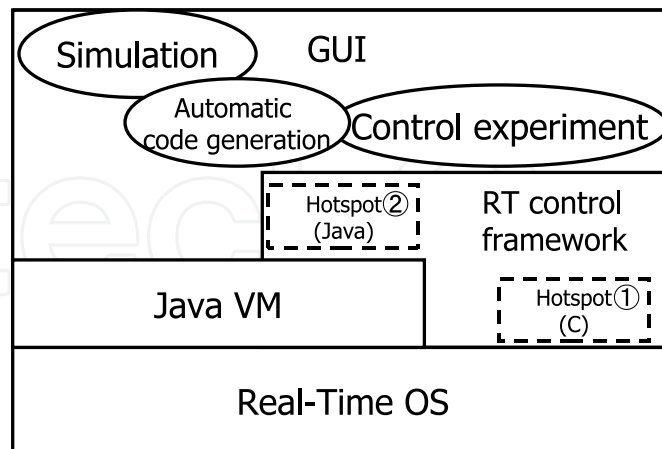 Simulation
GUI
Automatic
code generation
Control experiment
Hotspot②
(Java)
RT control
framework
Java VM
Hotspot①
(C)
Real-Time OS